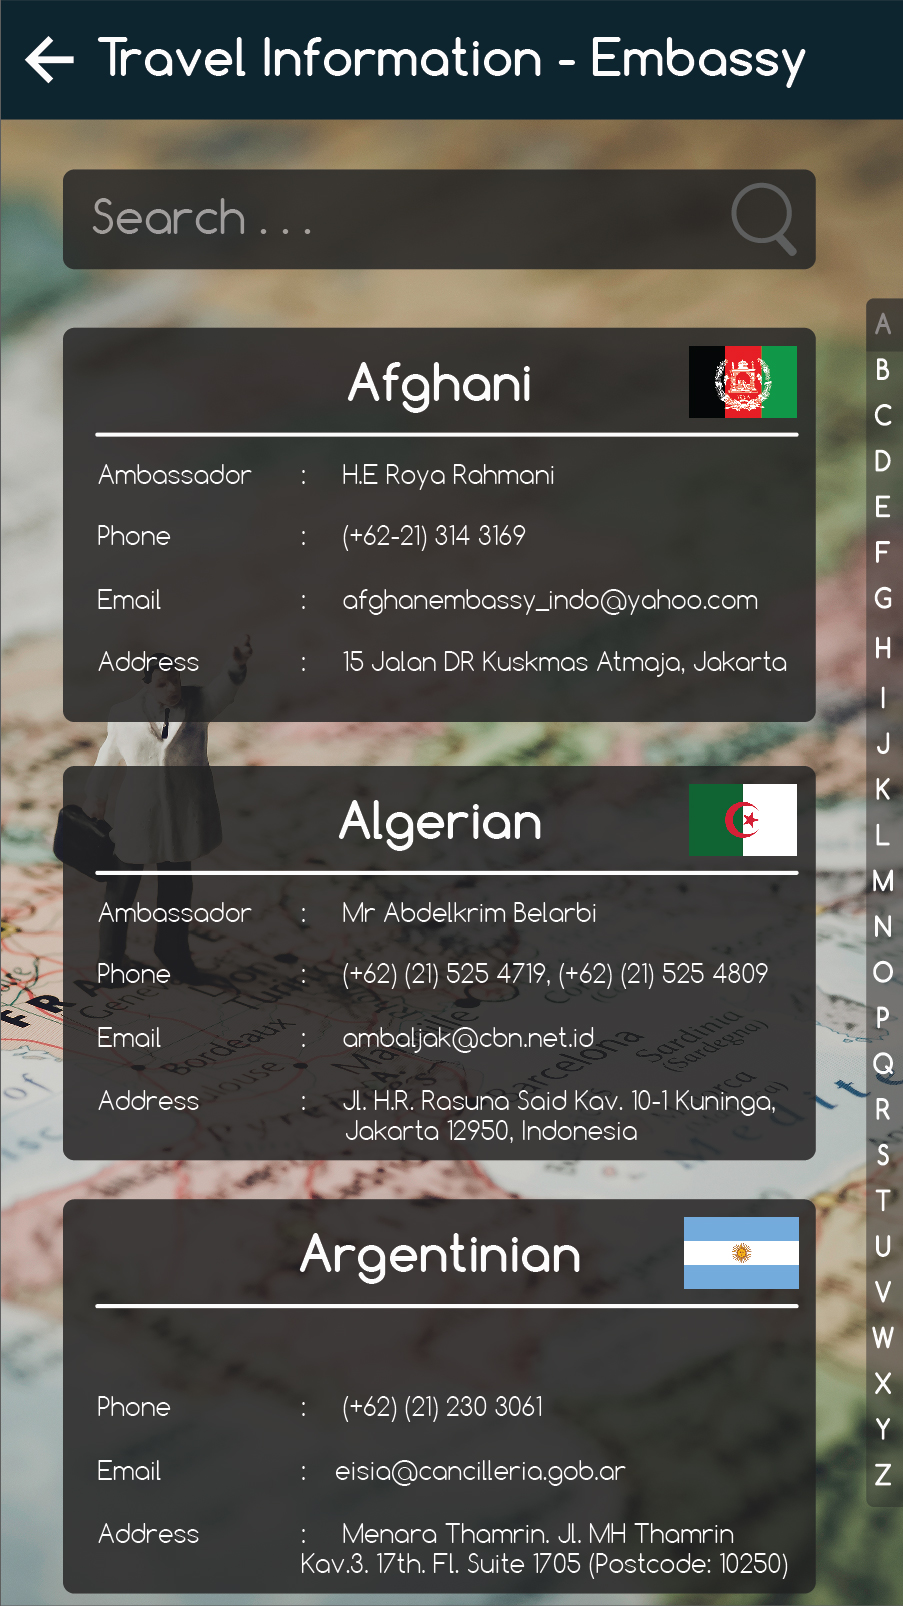 Travel Information - Embassy
Search . . .
Afghani
Ambassador : H.E Roya Rahmani
Phone : (+62-21) 314 3169
Email : afghanembassy_indo@yahoo.com
Address : 15 Jalan DR Kuskmas Atmaja, Jakarta
Algerian
Ambassador : Mr Abdelkrim Belarbi
Phone : (+62) (21) 525 4719, (+62) (21) 525 4809
Email : ambaljak@cbn.net.id
Address : Jl. H.R. Rasuna Said Kav. 10-1 Kuninga,
Jakarta 12950, Indonesia
Argentinian
Phone : (+62) (21) 230 3061
Email : eisia@cancilleria.gob.ar
Address : Menara Thamrin. Jl. MH Thamrin
Kav.3. 17th. Fl. Suite 1705 (Postcode: 10250)
A
B
C
D
E
F
G
H
I
J
K
L
M
N
O
P
Q
R
S
T
U
V
W
X
Y
Z
Bordeaux
Barcelona
Sardinia
(Sardegna)